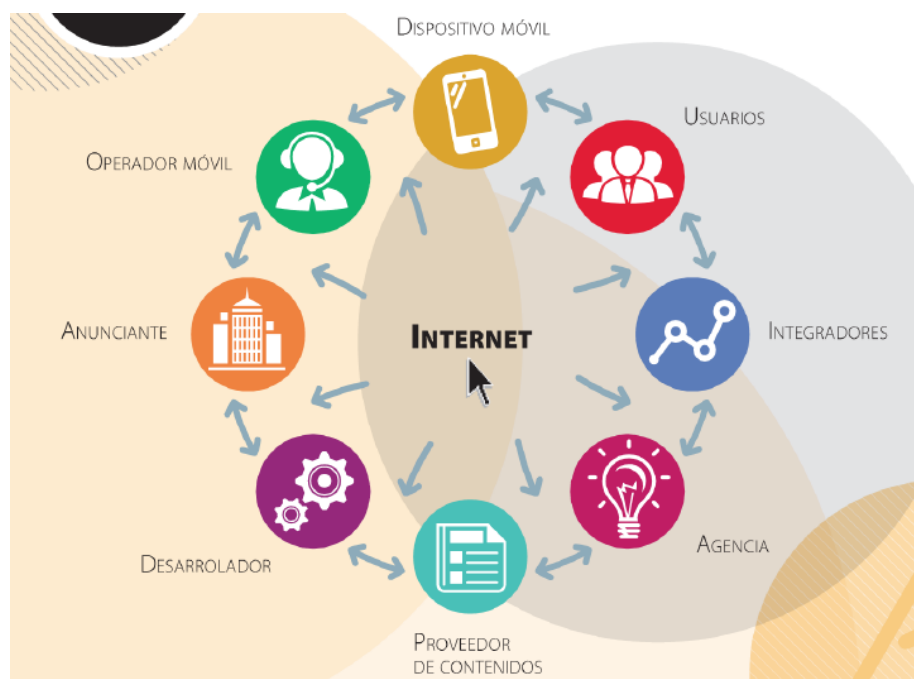 DISPOSITIVO MÓVIL
USUARIOS
OPERADOR MÓVIL
ANUNCIANTE
INTERNET
INTEGRADORES
AGENCIA
DESARROLADOR
PROVEEDOR
DE CONTENIDOS